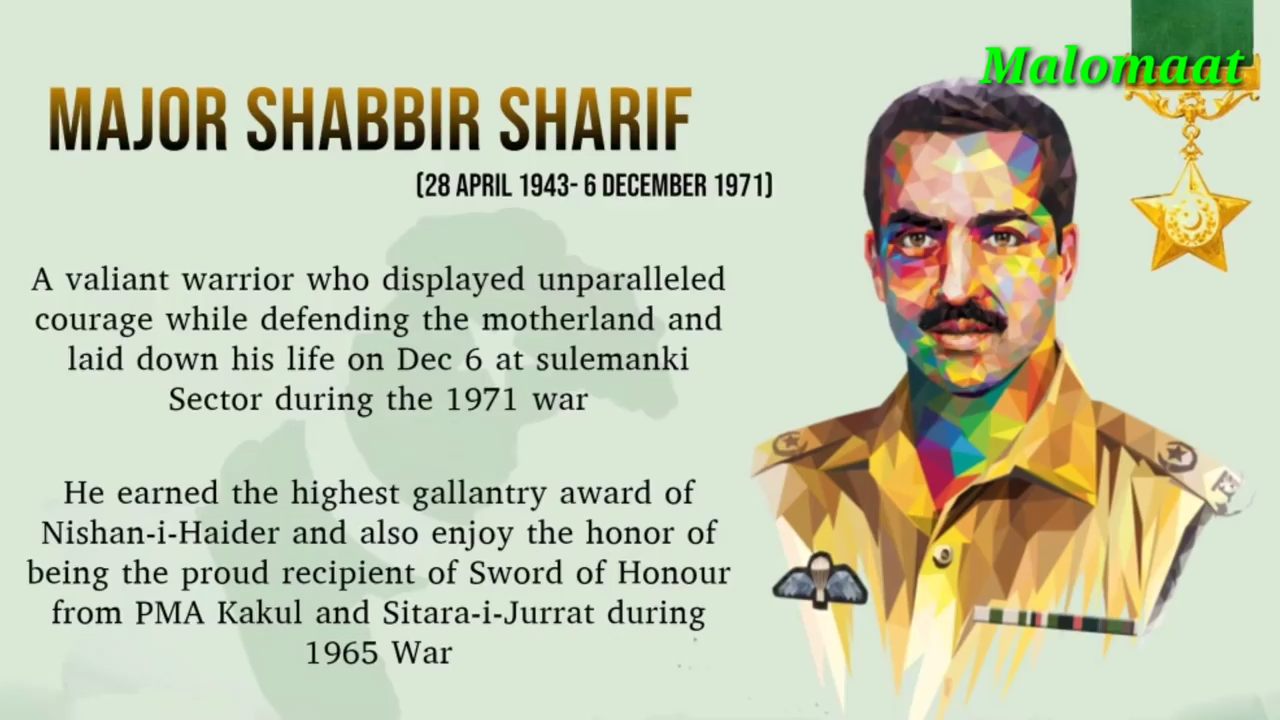 Malomaat
MAJOR SHABBIR SHARIF
(28 APRIL 1943- 6 DECEMBER 1971)
A valiant warrior who displayed unparalleled
courage while defending the motherland and
laid down his life on Dec 6 at sulemanki
Sector during the 1971 war
He earned the highest gallantry award of
Nishan-i-Haider and also enjoy the honor of
being the proud recipient of Sword of Honour
from PMA Kakul and Sitara-i-Jurrat during
1965 War